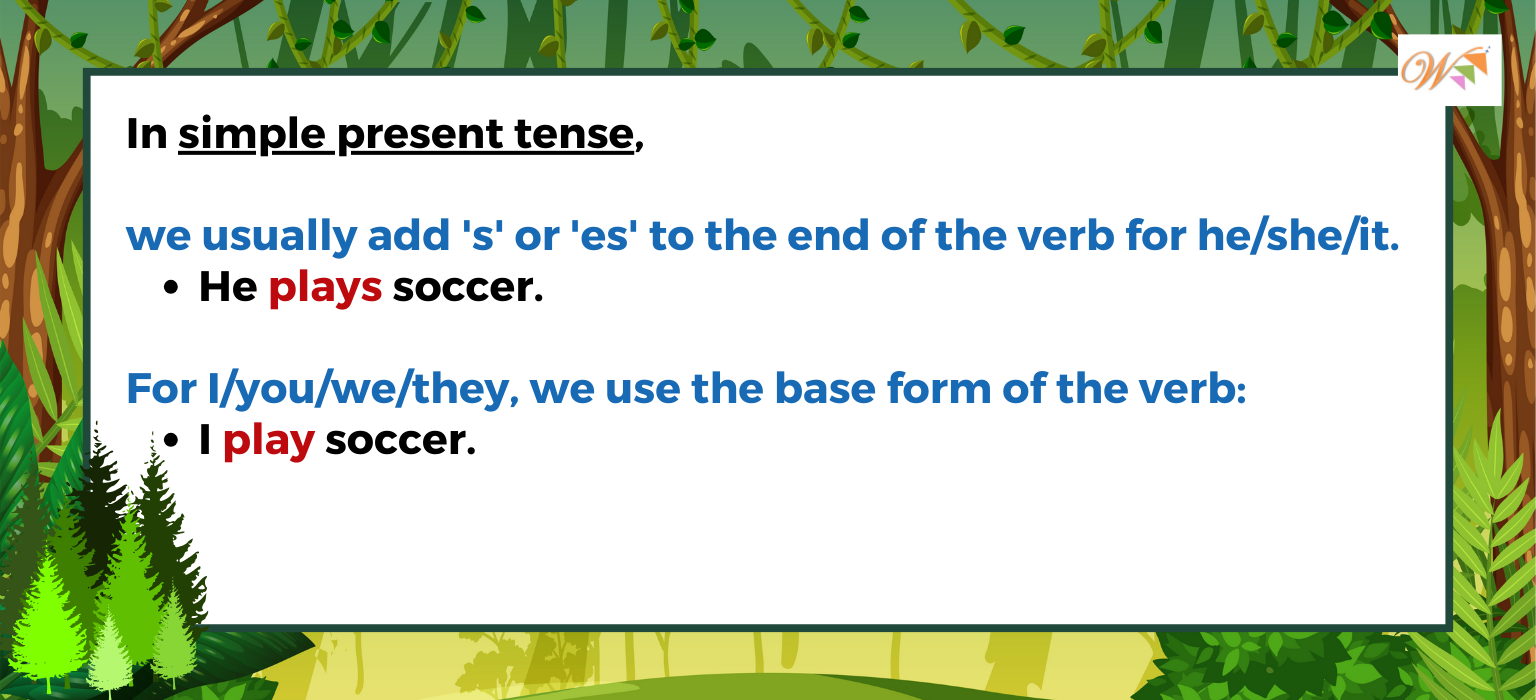 In simple present tense,
we usually add 's' or 'es' to the end of the verb for he/she/it.
• He plays soccer.
For I/you/we/they, we use the base form of the verb:
• I play soccer.
W